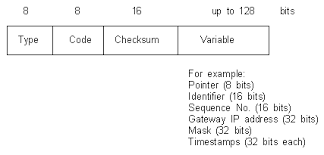 8 8 16 up to 128 bits
Type Code Checksum Variable
For example:
Pointer (8 bits)
Identifier (16 bits)
Sequence No. (16 bits)
Gateway IP address (32 bits)
Mask (32 bits)
Timestamps (32 bits each)